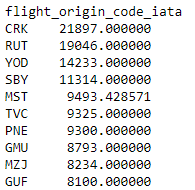 flight_origin_code_iata
CRK 21897.000000
RUT 19046.000000
YOD 14233.000000
SBY 11314.000000
MST 9493.428571
TVC 9325.000000
PNE 9300.000000
GMU 8793.000000
MZJ 8234.000000
GUF 8100.000000